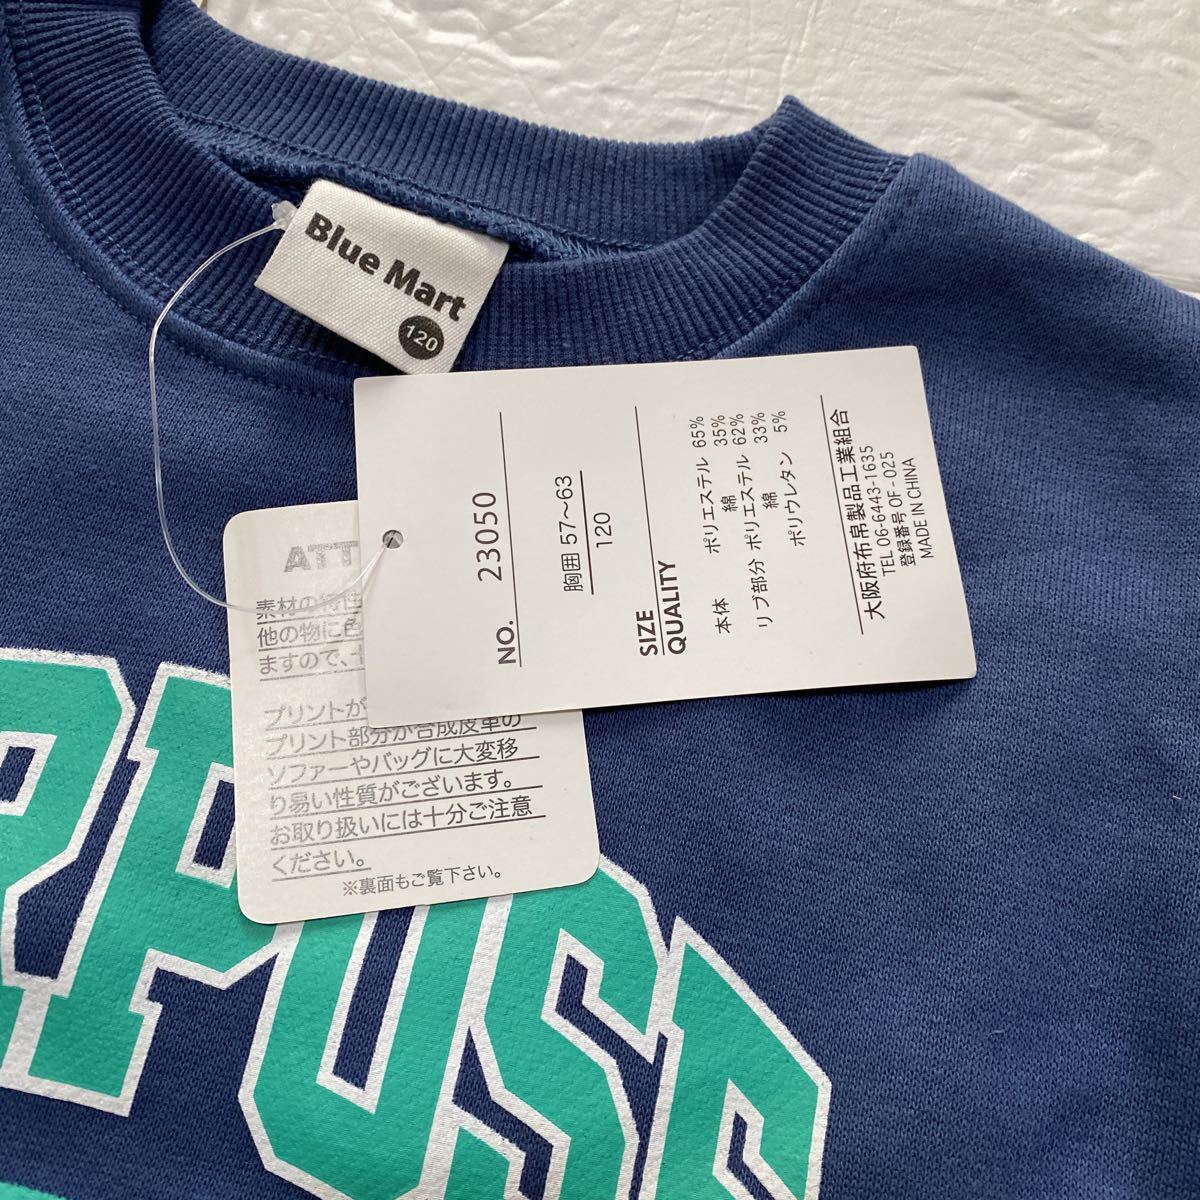 Blue Mart
120
NO. 23050
胸囲 57〜63
120
SIZE
QUALITY
本体 ポリエステル 65%
綿 35%
リブ部分 ポリエステル 62%
綿 33%
ポリウレタン 5%
大阪府布帛製品工業組合
TEL 06-6443-1635
登録番号 OF-025
MADE IN CHINA
ATT
素材の特性
他の物に色
ますので、十
プリントが
プリント部分が合成皮革の
ソファーやバッグに大変移
り易い性質がございます。
お取り扱いには十分ご注意
ください。
※裏面もご覧下さい。
RPOSE